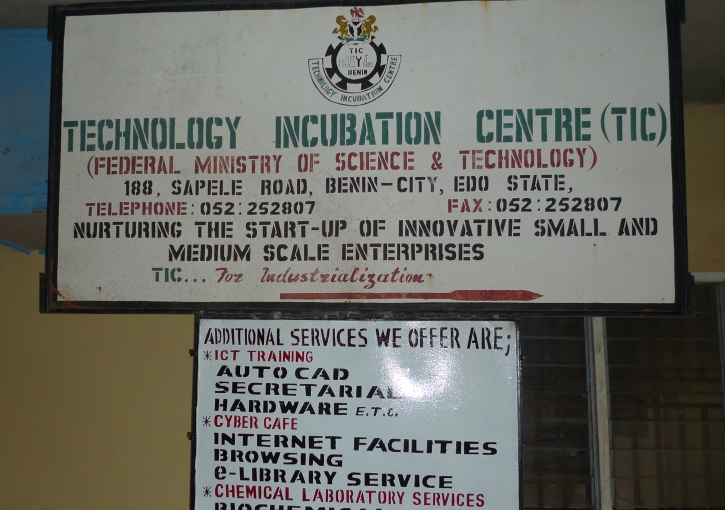 TIC
BENIN
TECHNOLOGY INCUBATION CENTRE
TECHNOLOGY INCUBATION CENTRE (TIC)
(FEDERAL MINISTRY OF SCIENCE & TECHNOLOGY)
188, SAPELE ROAD, BENIN-CITY, EDO STATE,
TELEPHONE: 052:252807 FAX: 052:252807
NURTURING THE START-UP OF INNOVATIVE SMALL AND
MEDIUM SCALE ENTERPRISES
TIC... For Industrialization
ADDITIONAL SERVICES WE OFFER ARE;
*ICT TRAINING
AUTO CAD
SECRETARIAL
HARDWARE E.T.C.
*CYBER CAFE
INTERNET FACILITIES
BROWSING
e-LIBRARY SERVICE
*CHEMICAL LABORATORY SERVICES
BIOCHEMICAL